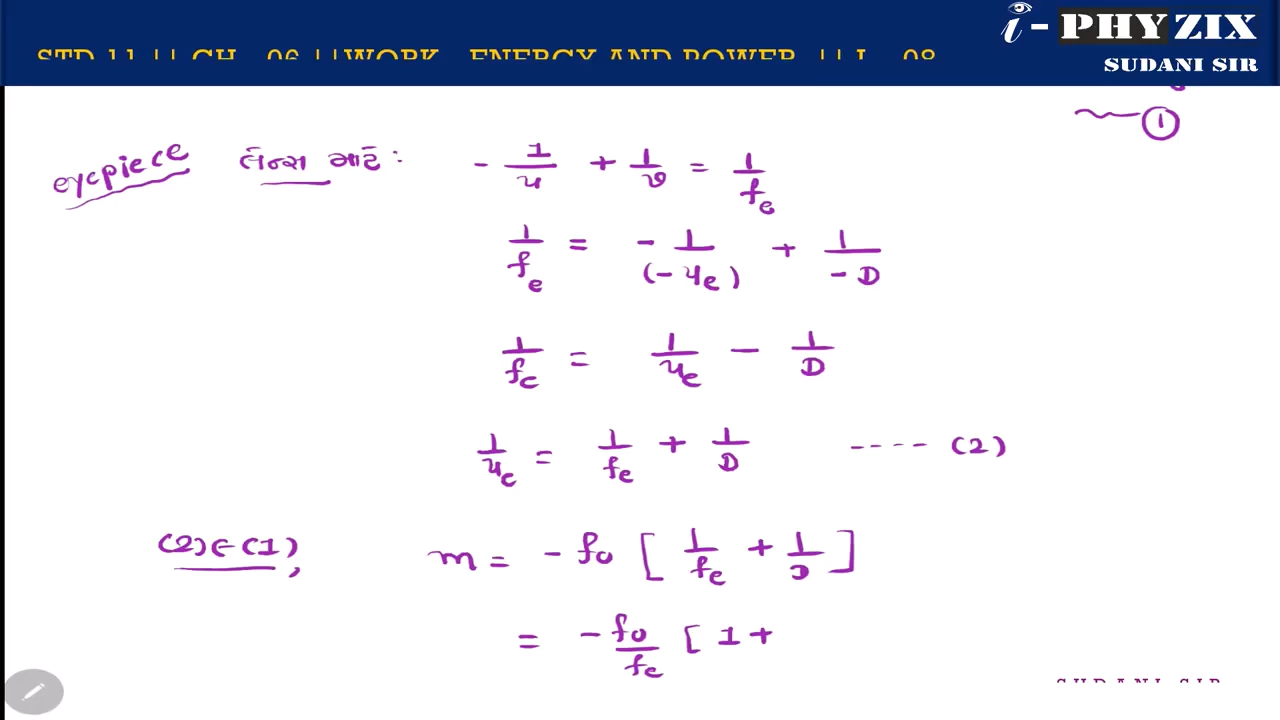 i-PHYZIX
SUDANI SIR
STD 11 || CH - 06 || WORK , ENERGY AND POWER || L - 08
1
eyepiece લેન્સ માટે : - 1/u + 1/v = 1/fe
1/fe = - 1/(-ue) + 1/-D
1/fe = 1/ue - 1/D
1/ue = 1/fe + 1/D ---- (2)
(2) ∈ (1), m = - fo [ 1/fe + 1/D ]
= - fo/fe [ 1 +
SUDANI SIR